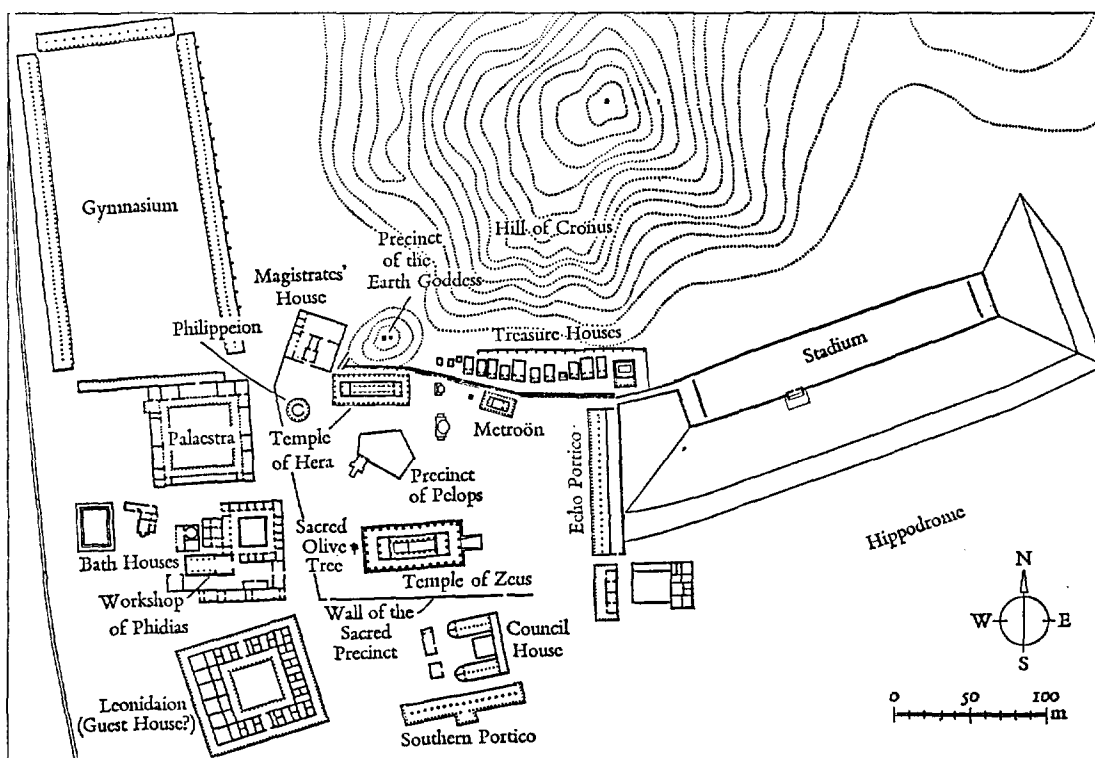 Gymnasium
Hill of Cronus
Precinct
of the
Earth Goddess
Magistrates'
House
Philippeion
Treasure Houses
Stadium
Palaestra
Temple
of Hera
Metroön
Precinct
of Pelops
Echo Portico
Hippodrome
Sacred
Olive
Tree
Bath Houses
Temple of Zeus
Workshop
of Phidias
Wall of the
Sacred
Precinct
Council
House
Leonidaion
(Guest House?)
Southern Portico
N
W E
S
0 50 100
m